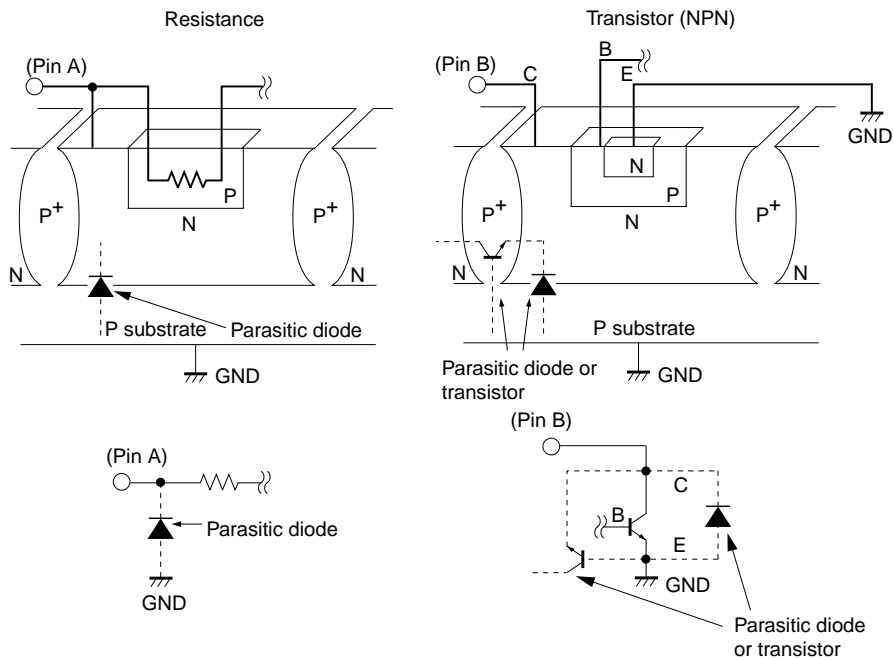 Resistance
(Pin A)
P+
P
N
P+
N
N
P substrate
Parasitic diode
GND
Transistor (NPN)
(Pin B)
C
B
E
GND
P+
N
P
N
P+
N
N
P substrate
Parasitic diode or
transistor
GND
(Pin A)
Parasitic diode
GND
(Pin B)
C
B
E
GND
Parasitic diode
or transistor